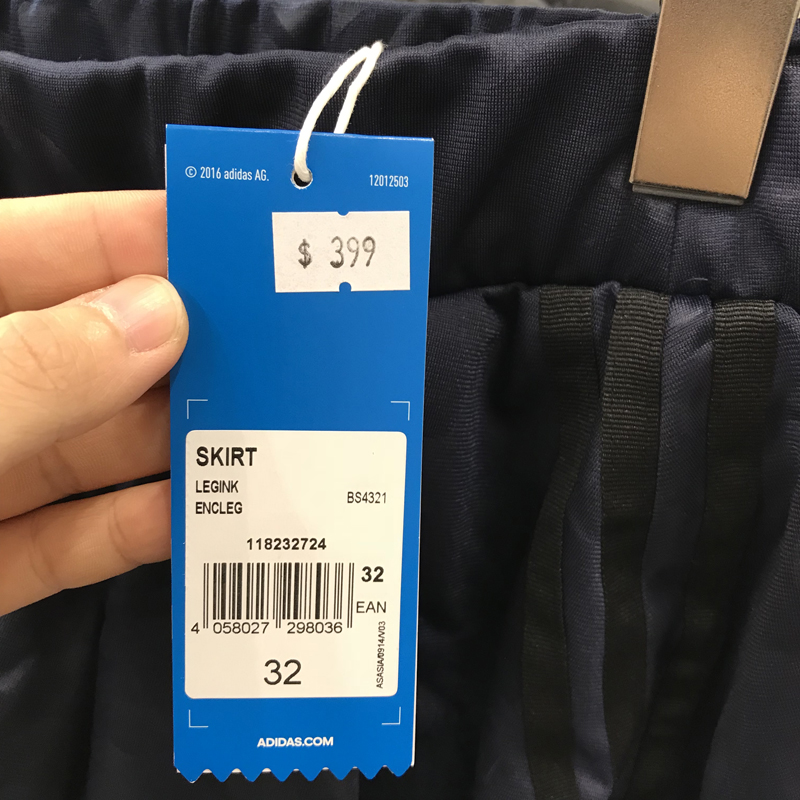 © 2016 adidas AG.
12012503
$ 399
SKIRT
LEGINK
ENCLEG
BS4321
118232724
32
EAN
4 058027 298036
ASASIA/0914/V03
32
ADIDAS.COM